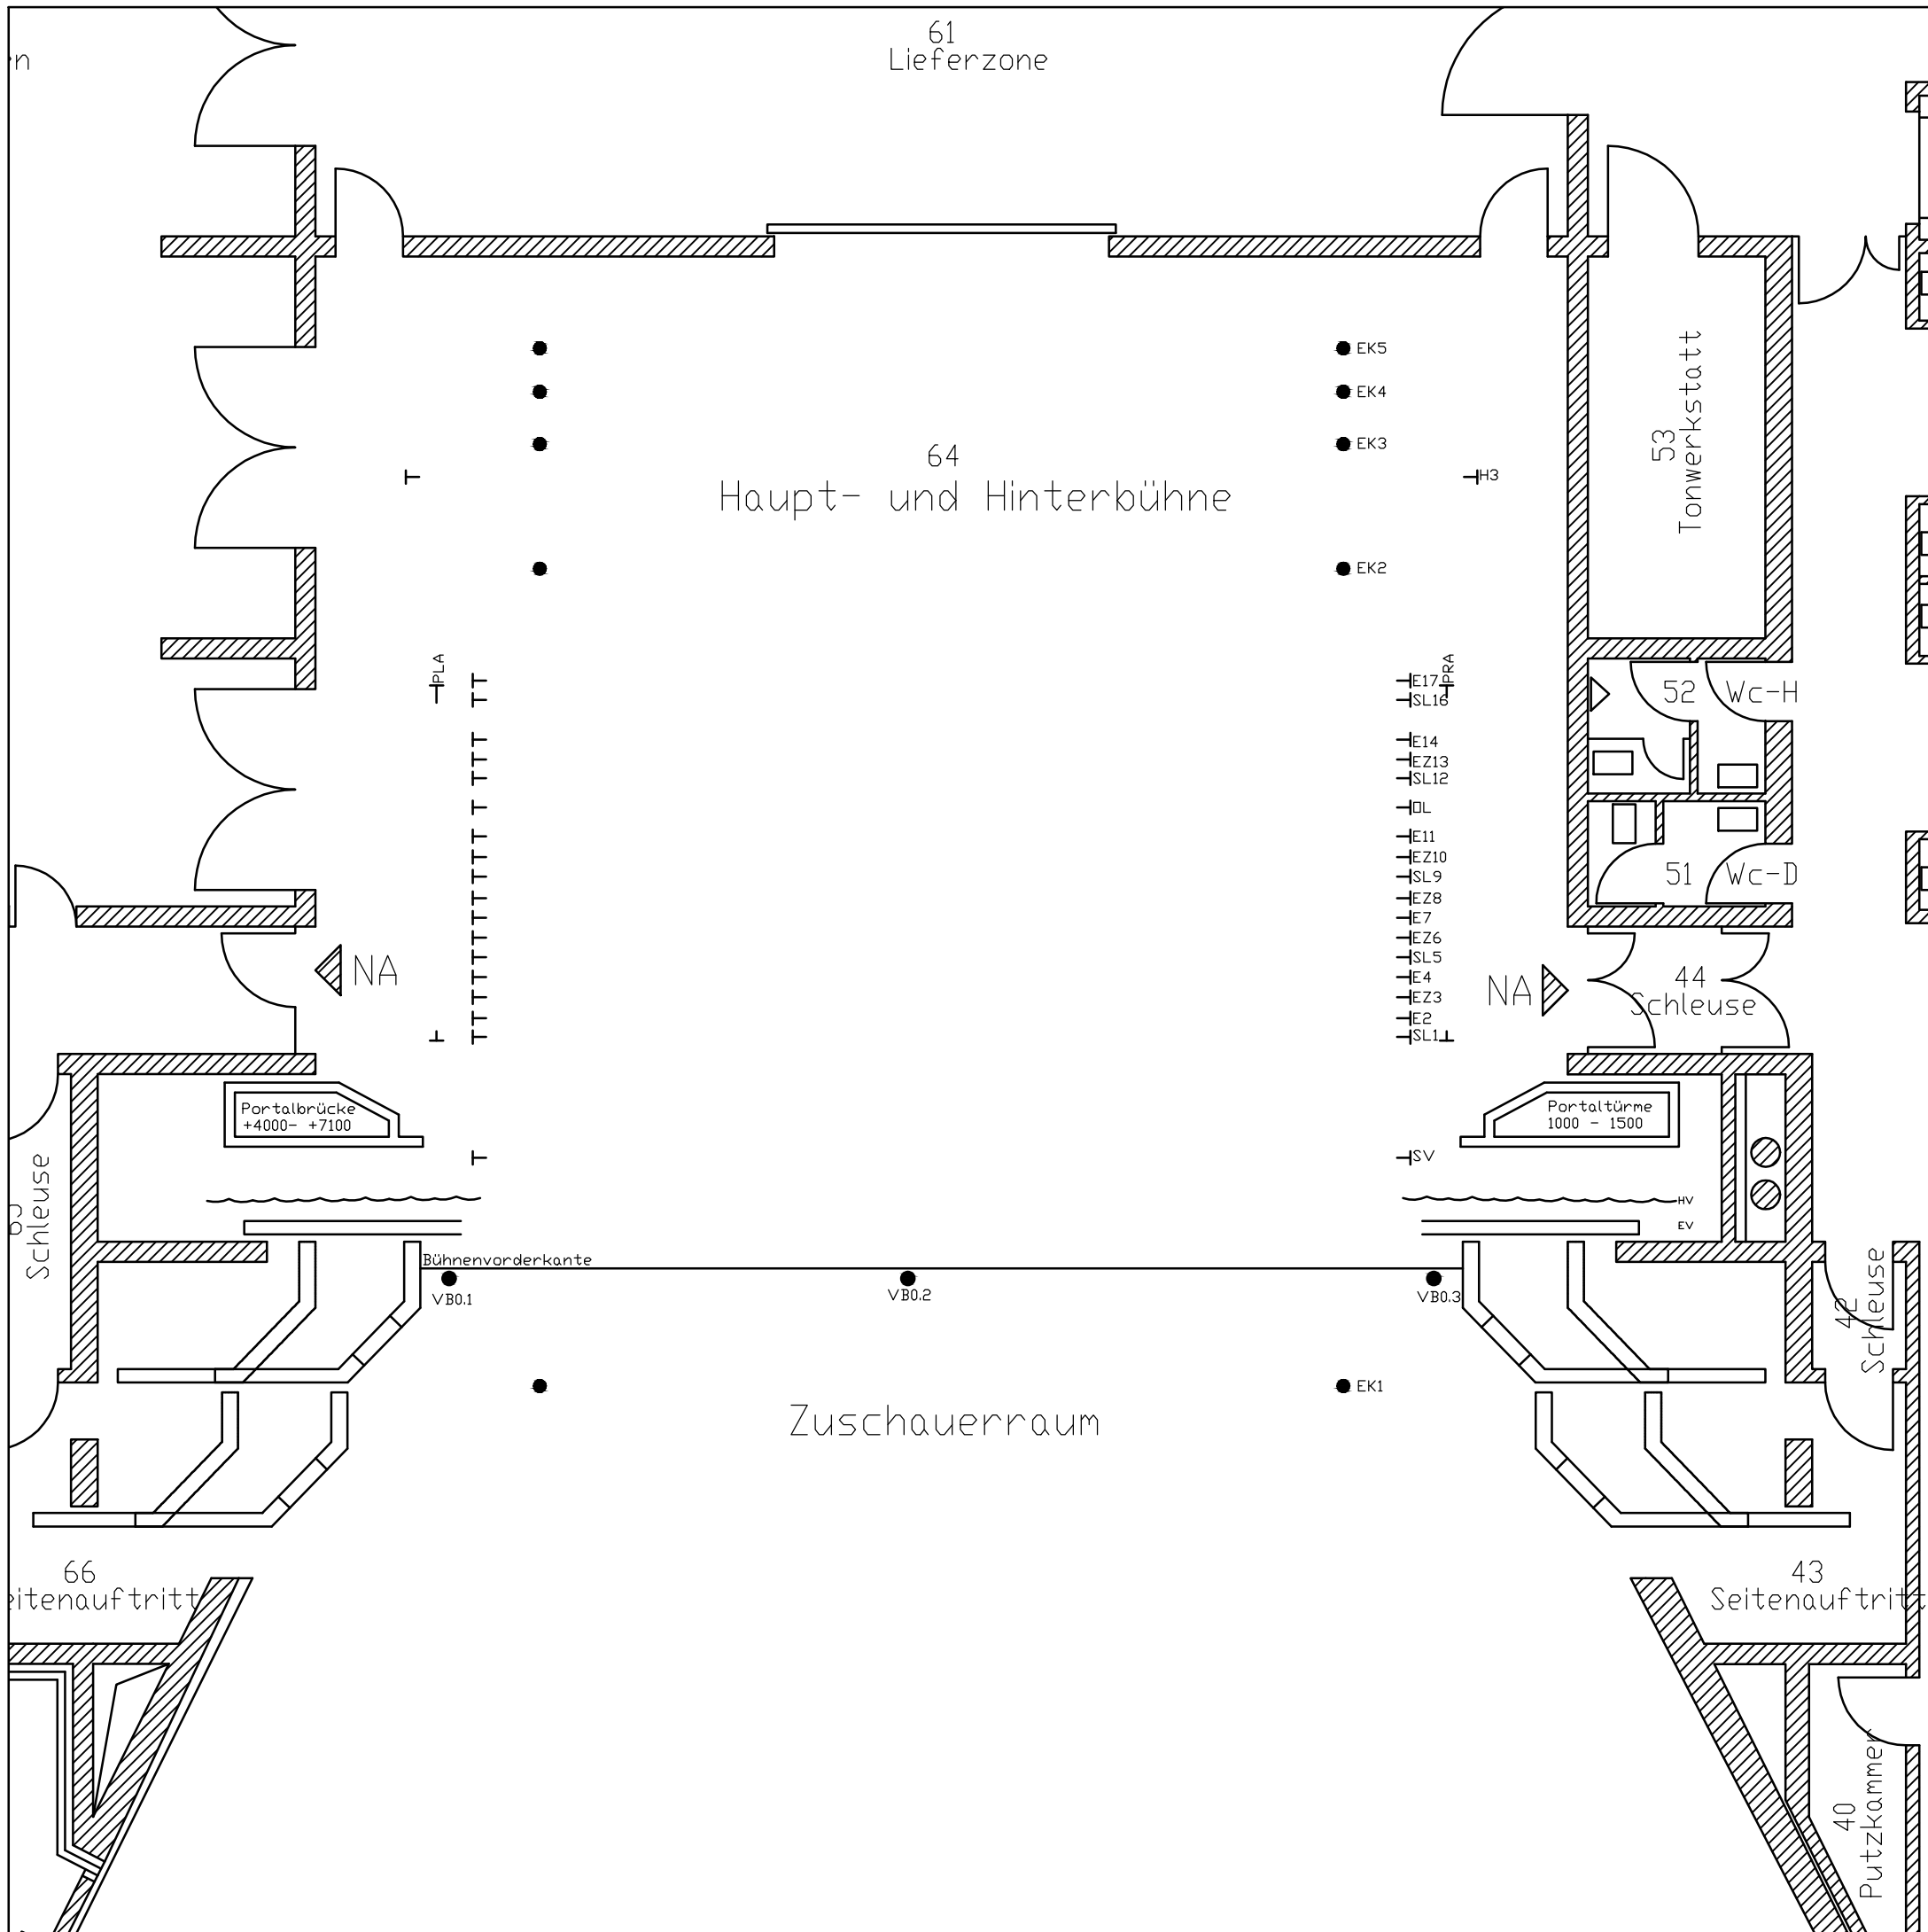 61
Lieferzone
n
EK5
EK4
EK3
64
Haupt- und Hinterbühne
H3
53
Tonwerkstatt
EK2
PLA
PRA
E17
SL16
52 Wc-H
E14
EZ13
SL12
OL
E11
EZ10
SL9
51 Wc-D
EZ8
E7
EZ6
SL5
NA
E4
NA
44
Schleuse
EZ3
E2
SL1
Portalbrücke
+4000- +7100
Portaltürme
1000 - 1500
SV
Schleuse
HV
EV
Bühnenvorderkante
VB0.1
VB0.2
VB0.3
42
Schleuse
EK1
Zuschauerraum
66
eitenauftritt
43
Seitenauftritt
40
Putzkammer